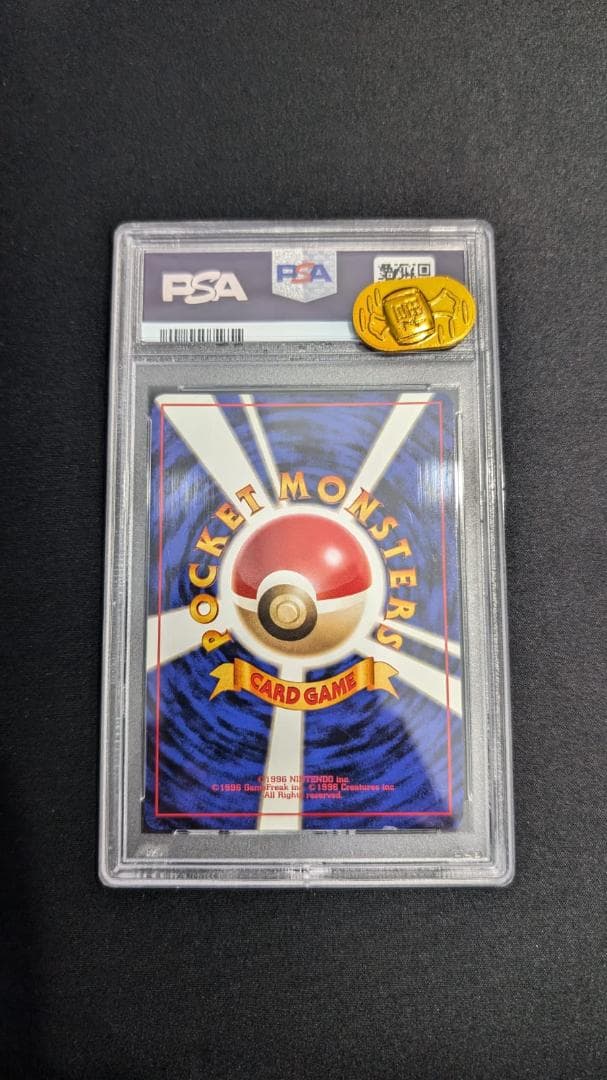 PSA
PSA
POCKET MONSTERS
CARD GAME
©1996 NINTENDO inc.
©1996 GameFreak inc. ©1996 Creatures inc.
All Rights reserved.